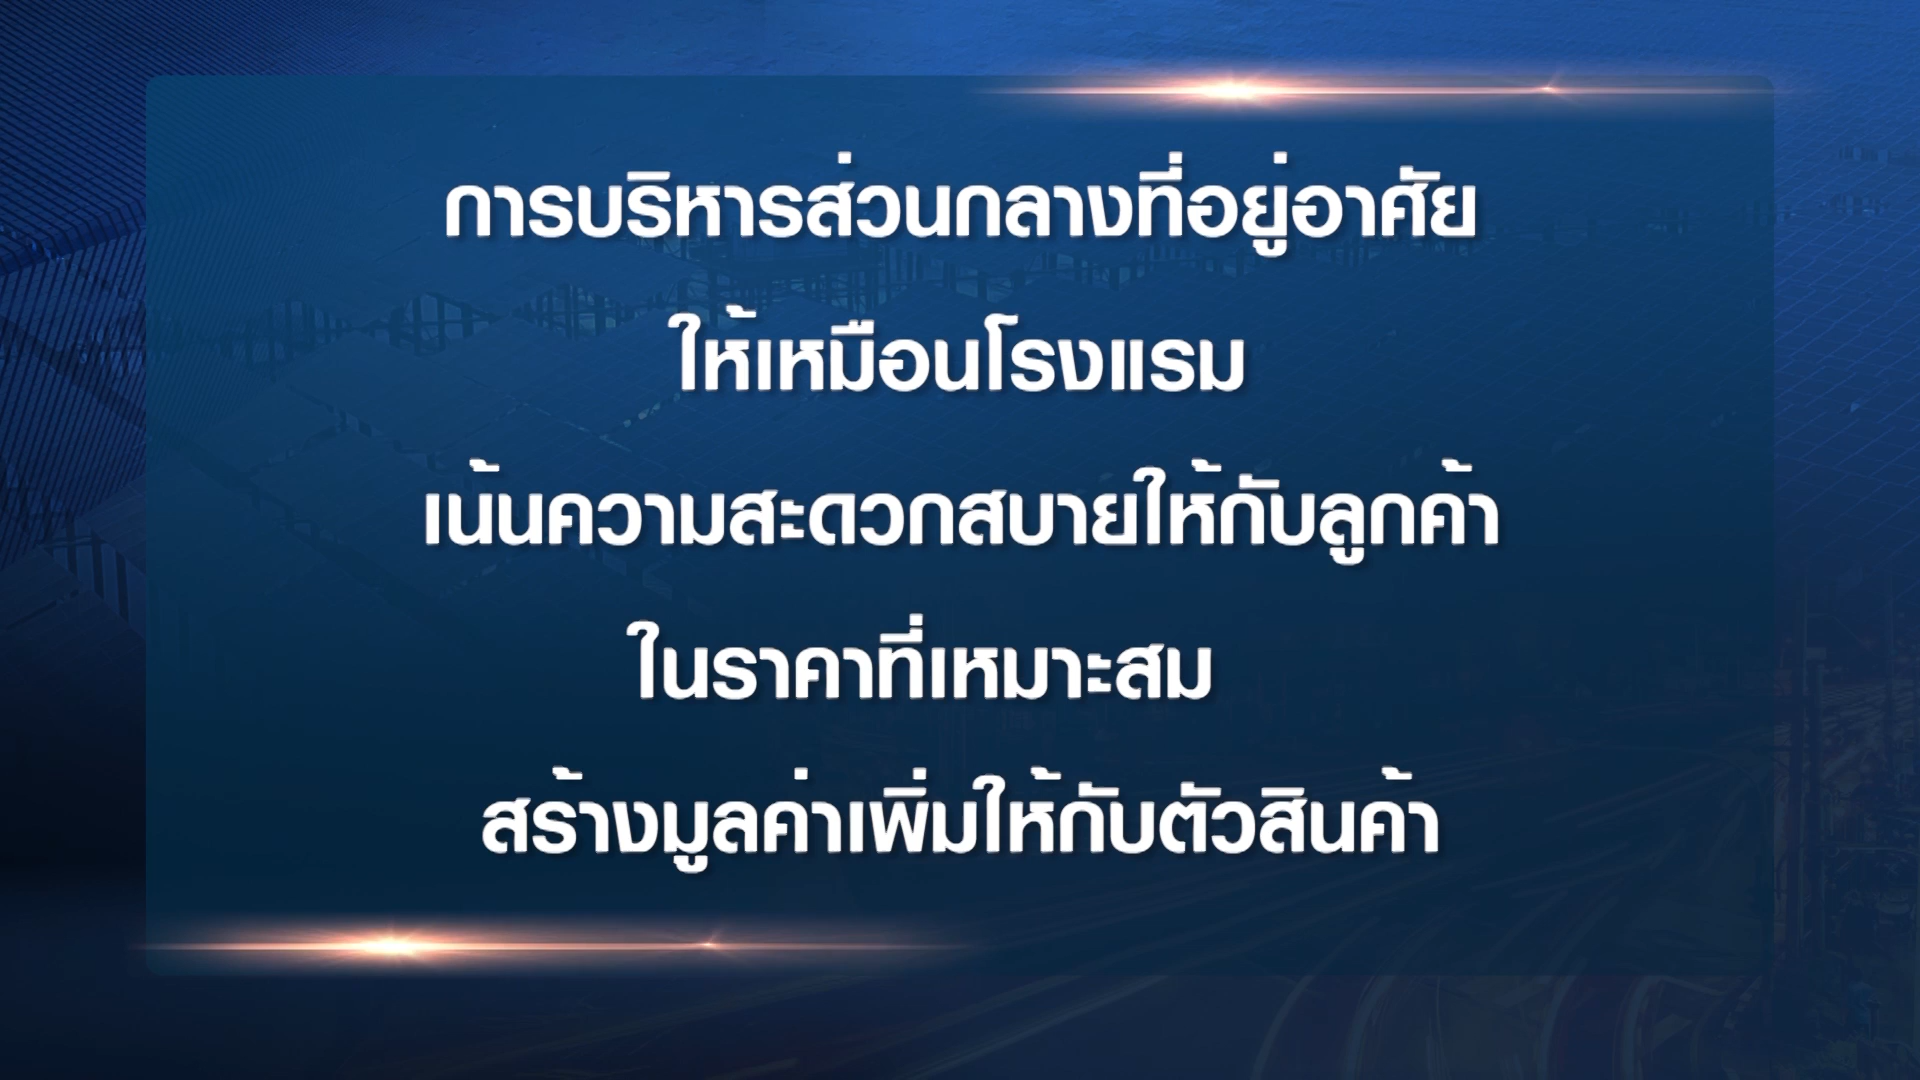 การบริหารส่วนกลางที่อยู่อาศัย
ให้เหมือนโรงแรม
เน้นความสะดวกสบายให้กับลูกค้า
ในราคาที่เหมาะสม
สร้างมูลค่าเพิ่มให้กับตัวสินค้า